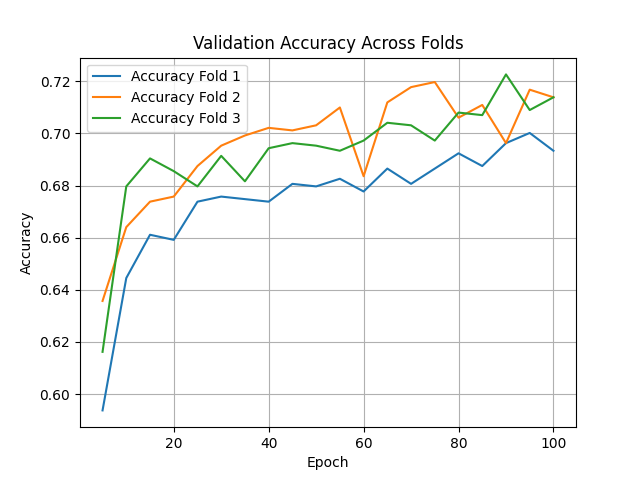 Validation Accuracy Across Folds
Accuracy Fold 1
Accuracy Fold 2
Accuracy Fold 3
0.72
0.70
0.68
0.66
0.64
0.62
0.60
Accuracy
20 40 60 80 100
Epoch